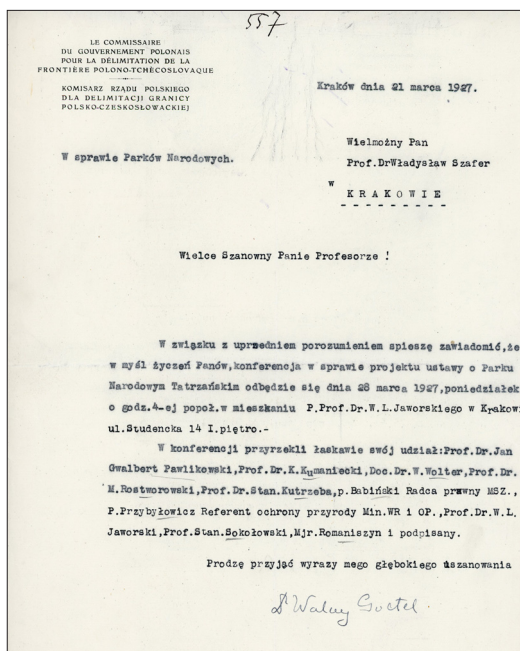 557
LE COMMISSAIRE
DU GOUVERNEMENT POLONAIS
POUR LA DÉLIMITATION DE LA
FRONTIÈRE POLONO-TCHÉCOSLOVAQUE
KOMISARZ RZĄDU POLSKIEGO
DLA DELIMITACJI GRANICY
POLSKO-CZESKOSŁOWACKIEJ
Kraków dnia 21 marca 1927.
W sprawie Parków Narodowych.
Wielmożny Pan
Prof.DrWładysław Szafer
w
KRAKOWIE
Wielce Szanowny Panie Profesorze !
W związku z uprzedniem porozumieniem spieszę zawiadomić,że
w myśl życzeń Panów,konferencja w sprawie projektu ustawy o Parku
Narodowym Tatrzańskim odbędzie się dnia 28 marca 1927,poniedziałek
o godz.4-ej popoł.w mieszkaniu P.Prof.Dr.W.L.Jaworskiego w Krakowi
ul.Studencka 14 I.piętro.-
W konferencji przyrzekli łaskawie swój udział:Prof.Dr.Jan
Gwalbert Pawlikowski,Prof.Dr.K.Kumaniecki,Doc.Dr.W.Wolter,Prof.Dr.
M.Rostworowski,Prof.Dr.Stan.Kutrzeba,p.Babiński Radca prawny MSZ.,
P.Przybyłowicz Referent ochrony przyrody Min.WR i OP.,Prof.Dr.W.L.
Jaworski,Prof.Stan.Sokołowski,Mjr.Romaniszyn i podpisany.
Prodzę przyjąć wyrazy mego głębokiego uszanowania
Dr Walery Goetel